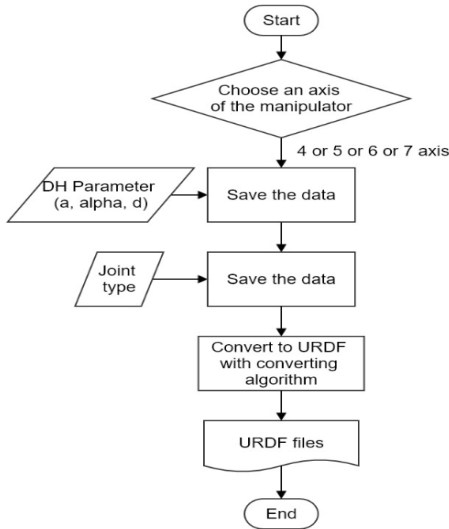 Start
Choose an axis
of the manipulator
4 or 5 or 6 or 7 axis
DH Parameter
(a, alpha, d)
Save the data
Joint
type
Save the data
Convert to URDF
with converting
algorithm
URDF files
End